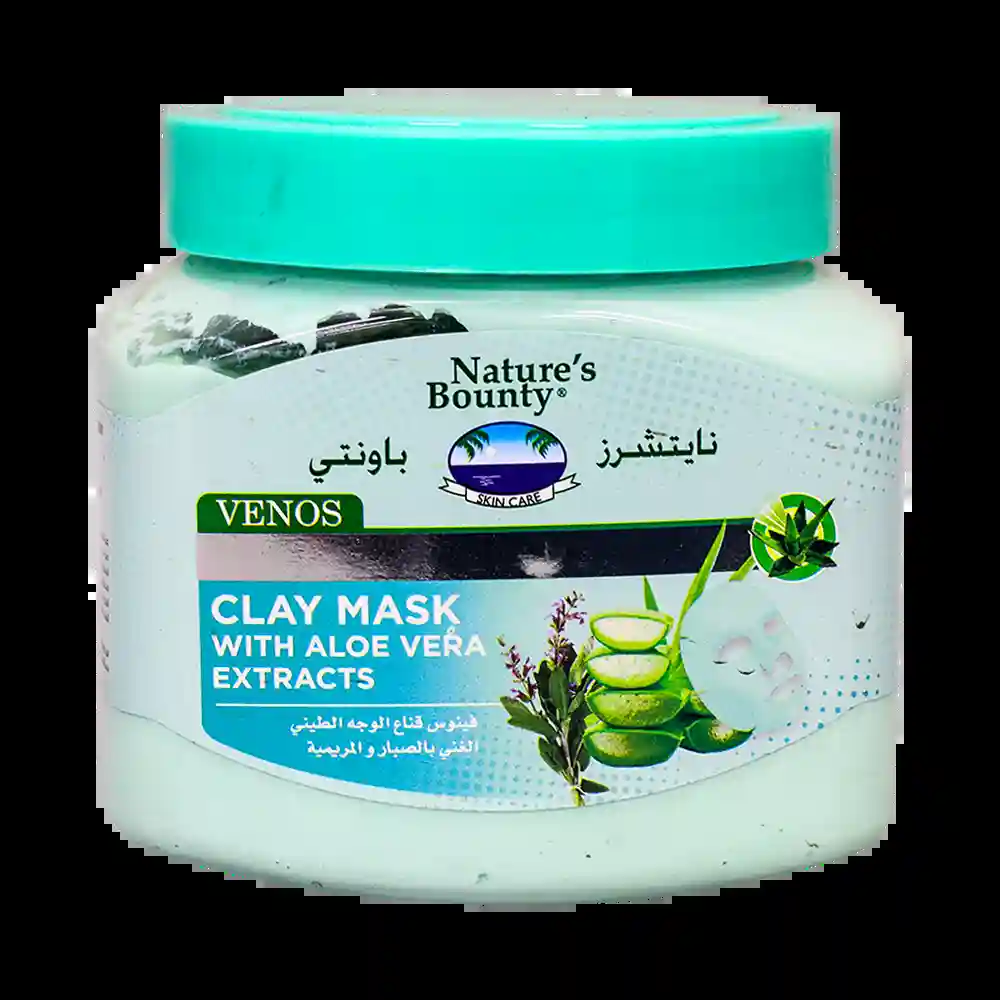 Nature's
Bounty®
نايتشرز باونتي
SKIN CARE
VENOS
CLAY MASK
WITH ALOE VERA
EXTRACTS
فينوس قناع الوجه الطيني
الغني بالصبار و المريمية